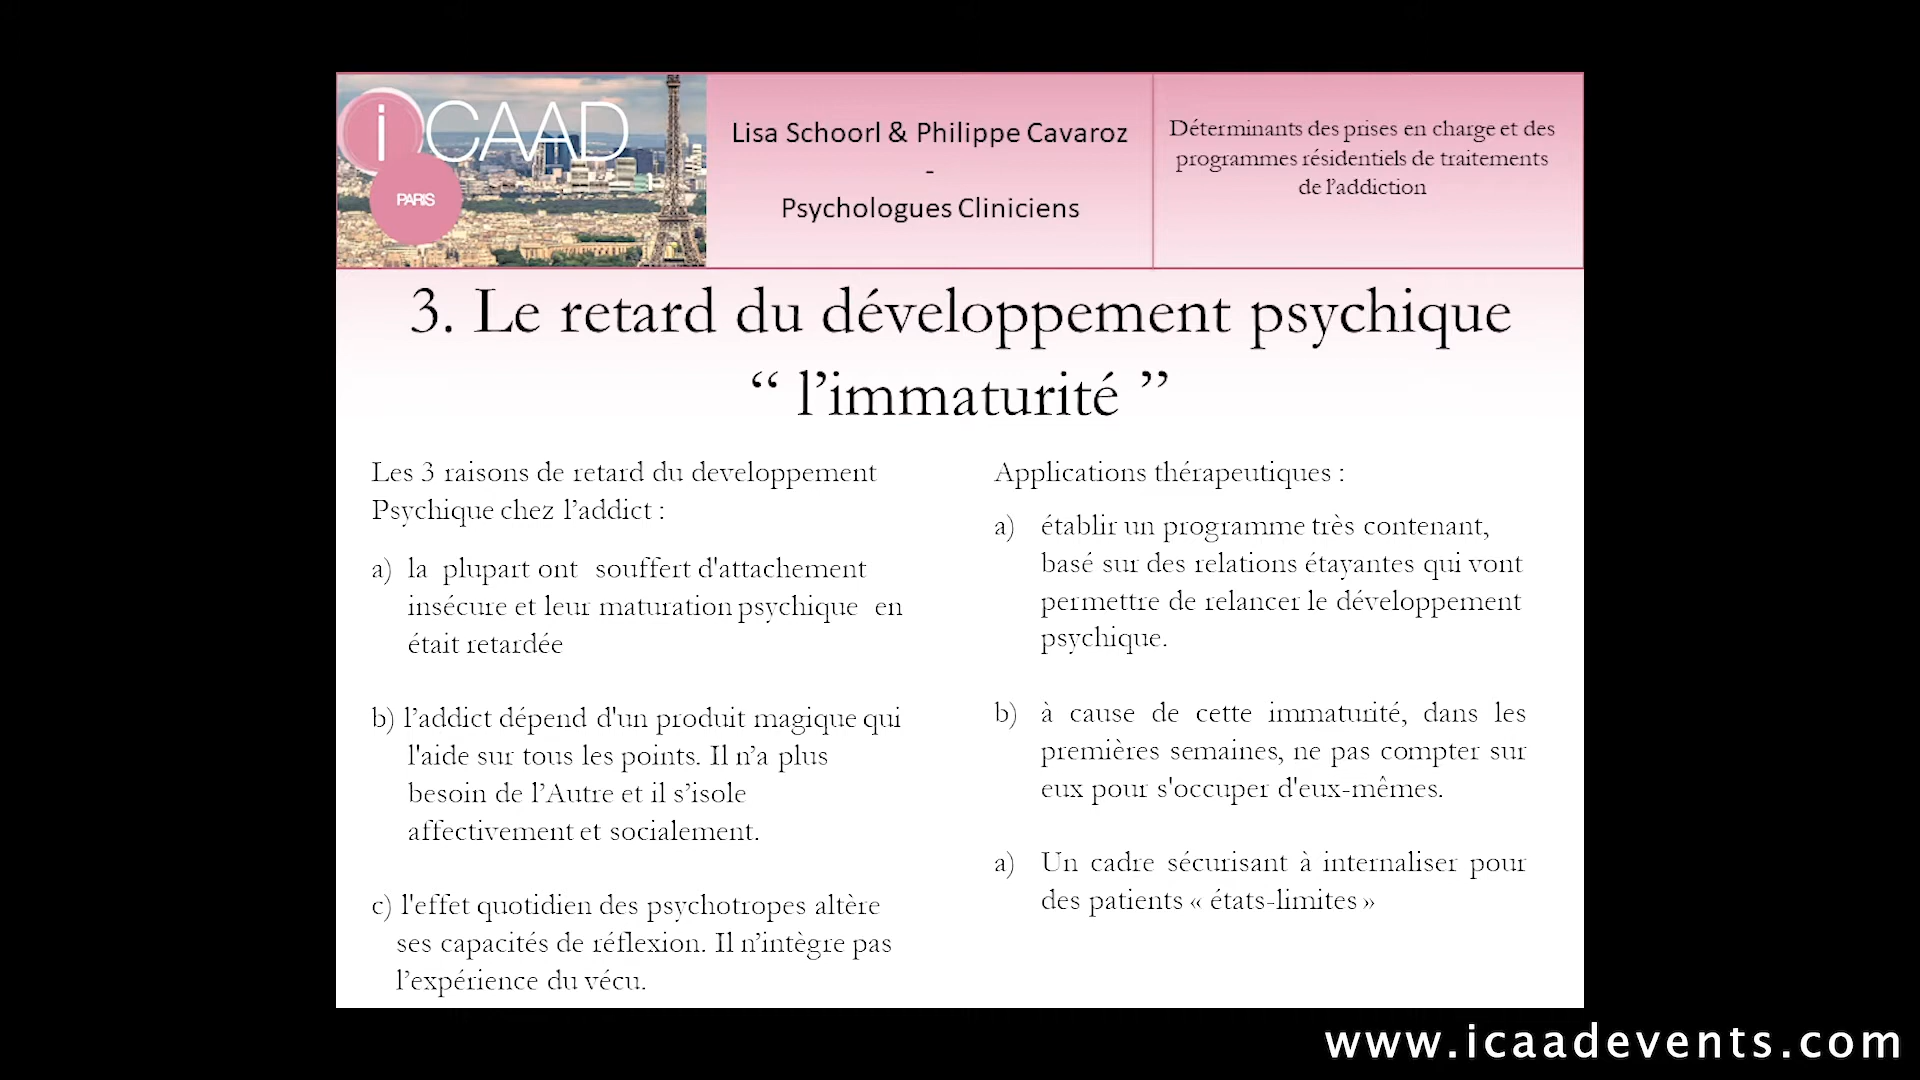 iCAAD
PARIS
Lisa Schoorl & Philippe Cavaroz
-
Psychologues Cliniciens
Déterminants des prises en charge et des
programmes résidentiels de traitements
de l’addiction
3. Le retard du développement psychique
“ l’immaturité ”
Les 3 raisons de retard du developpement
Psychique chez l’addict :
a) la plupart ont souffert d'attachement
insécure et leur maturation psychique en
était retardée
b) l’addict dépend d'un produit magique qui
l'aide sur tous les points. Il n’a plus
besoin de l’Autre et il s’isole
affectivement et socialement.
c) l'effet quotidien des psychotropes altère
ses capacités de réflexion. Il n’intègre pas
l’expérience du vécu.
Applications thérapeutiques :
a) établir un programme très contenant,
basé sur des relations étayantes qui vont
permettre de relancer le développement
psychique.
b) à cause de cette immaturité, dans les
premières semaines, ne pas compter sur
eux pour s'occuper d'eux-mêmes.
a) Un cadre sécurisant à internaliser pour
des patients « états-limites »
www.icaadevents.com